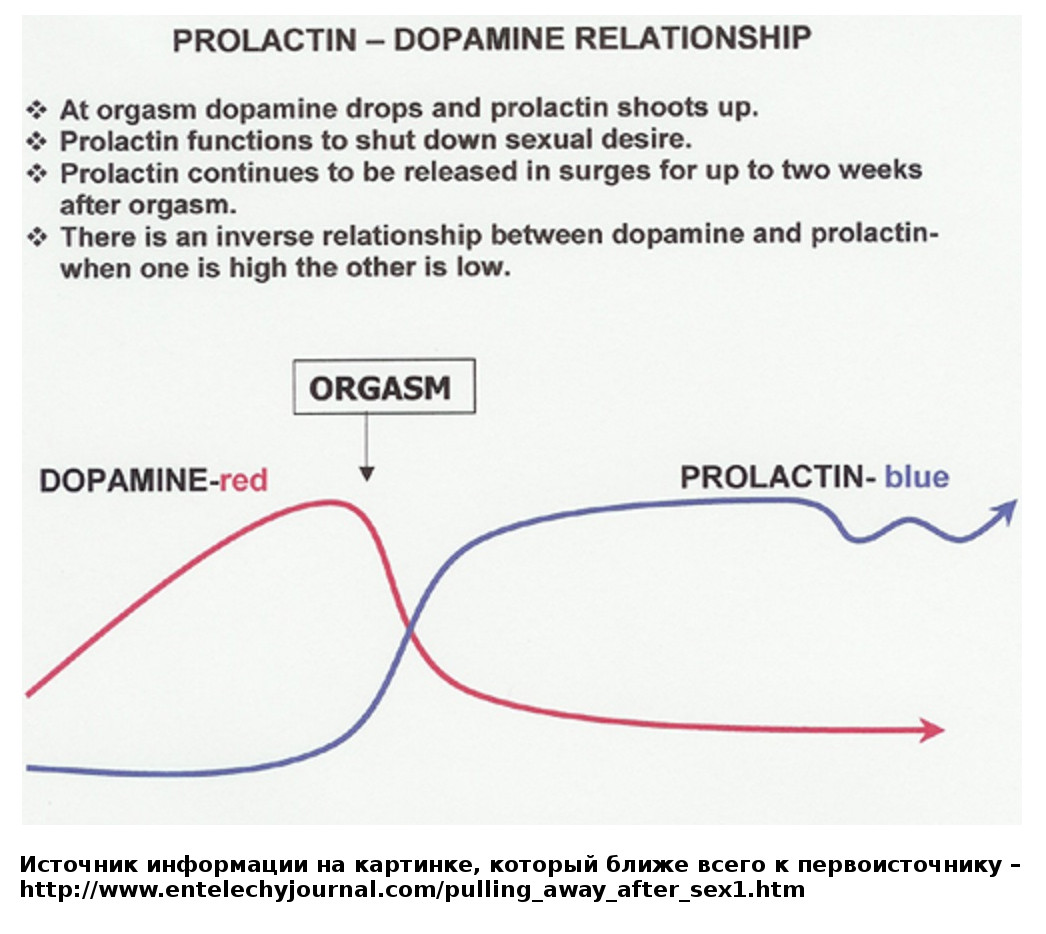 PROLACTIN – DOPAMINE RELATIONSHIP
❖ At orgasm dopamine drops and prolactin shoots up.
❖ Prolactin functions to shut down sexual desire.
❖ Prolactin continues to be released in surges for up to two weeks
after orgasm.
❖ There is an inverse relationship between dopamine and prolactin-
when one is high the other is low.
ORGASM
DOPAMINE-red
PROLACTIN- blue
Источник информации на картинке, который ближе всего к первоисточнику –
http://www.entelechyjournal.com/pulling_away_after_sex1.htm